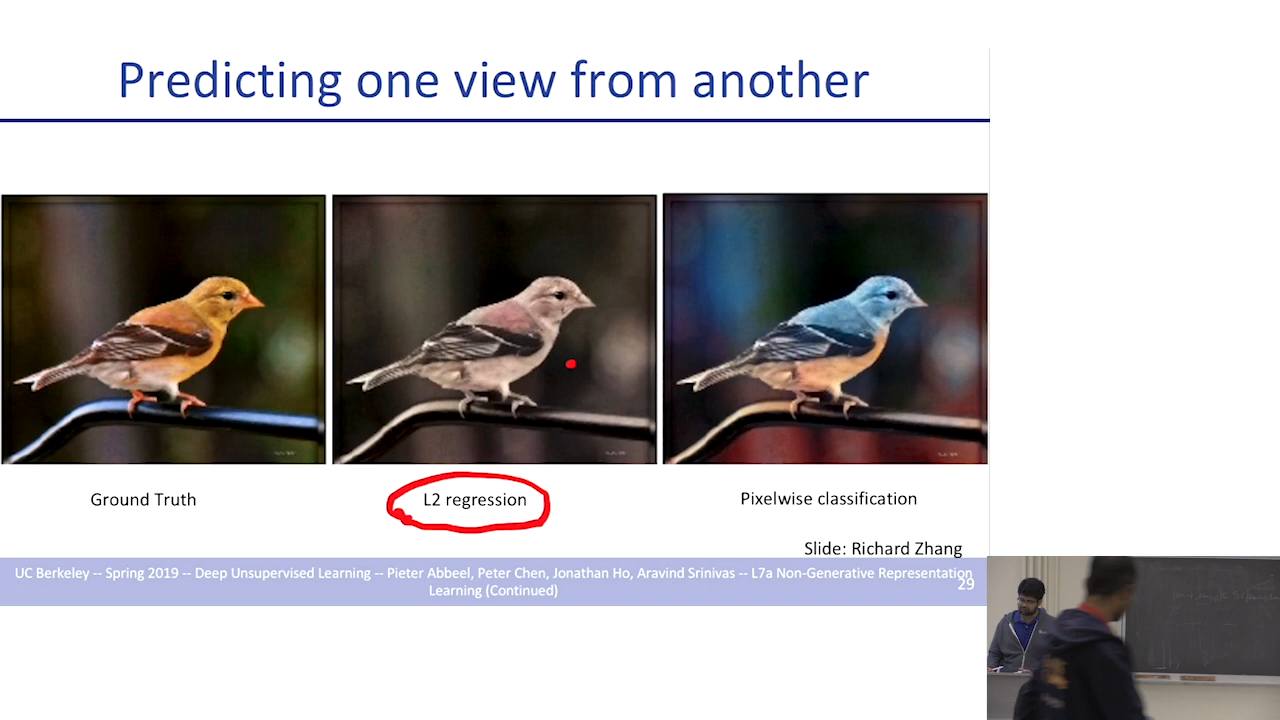 Predicting one view from another
Ground Truth
L2 regression
Pixelwise classification
Slide: Richard Zhang
UC Berkeley -- Spring 2019 -- Deep Unsupervised Learning -- Pieter Abbeel, Peter Chen, Jonathan Ho, Aravind Srinivas -- L7a Non-Generative Representation
Learning (Continued)
29